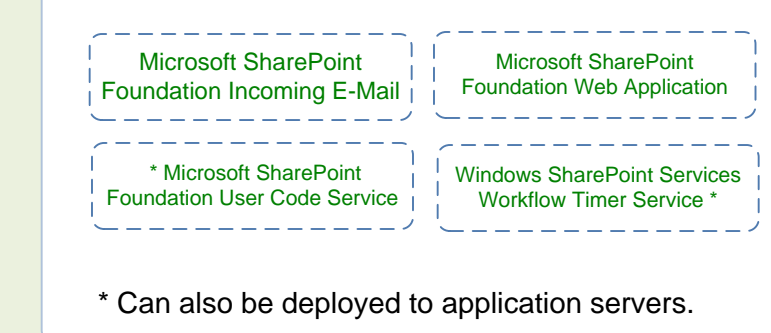 Microsoft SharePoint
Foundation Incoming E-Mail
Microsoft SharePoint
Foundation Web Application
* Microsoft SharePoint
Foundation User Code Service
Windows SharePoint Services
Workflow Timer Service *
* Can also be deployed to application servers.